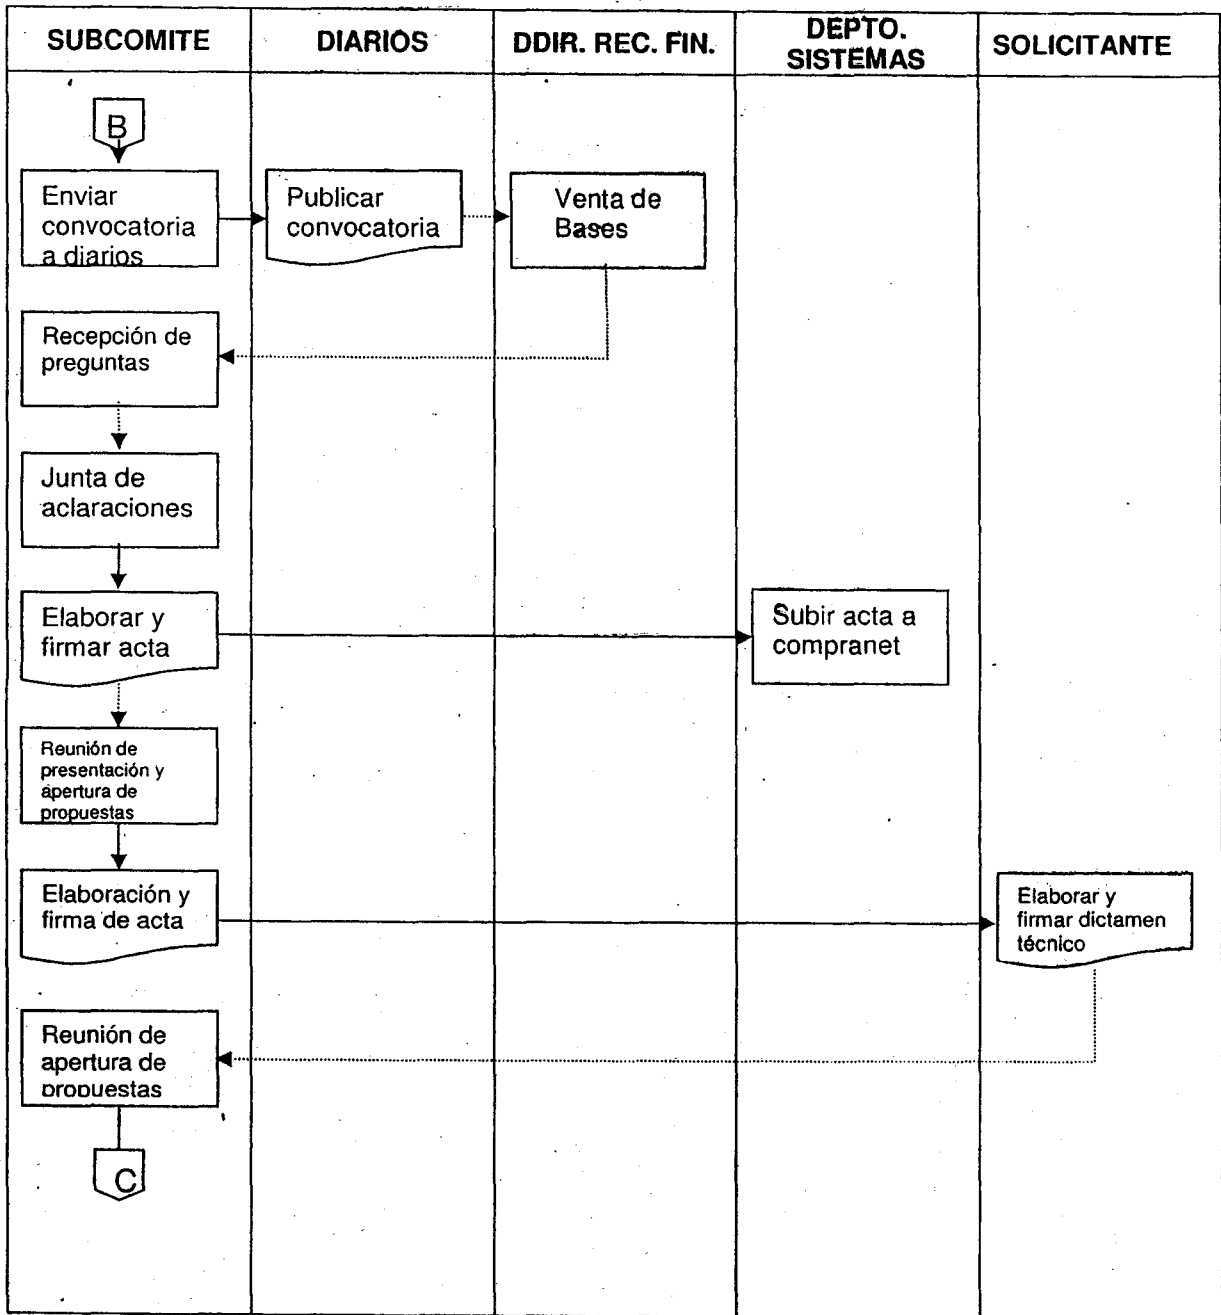 SUBCOMITE
DIARIOS
DDIR. REC. FIN.
DEPTO.
SISTEMAS
SOLICITANTE
B
Enviar
convocatoria
a diarios
Publicar
convocatoria
Venta de
Bases
Recepción de
preguntas
Junta de
aclaraciones
Elaborar y
firmar acta
Subir acta a
compranet
Reunión de
presentación y
apertura de
propuestas
Elaboración y
firma de acta
Elaborar y
firmar dictamen
técnico
Reunión de
apertura de
propuestas
C